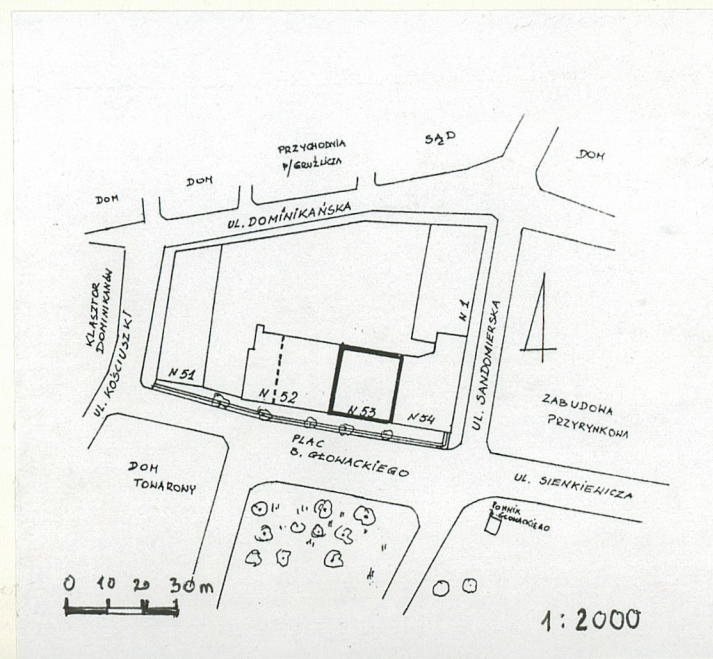 SĄD
PRZYCHODNIA
P/GRUŹLICZA
DOM
DOM
DOM
UL. DOMINIKAŃSKA
KLASZTOR
DOMINIKANÓW
UL. KOŚCIUSZKI
N 1
UL. SANDOMIERSKA
N 51
N 52
N 53
N 54
ZABUDOWA
PRZYRYNKOWA
PLAC
B. GŁOWACKIEGO
DOM
TOWAROWY
UL. SIENKIEWICZA
POMNIK
B. GŁOWACKIEGO
0 10 20 30 m
1:2000